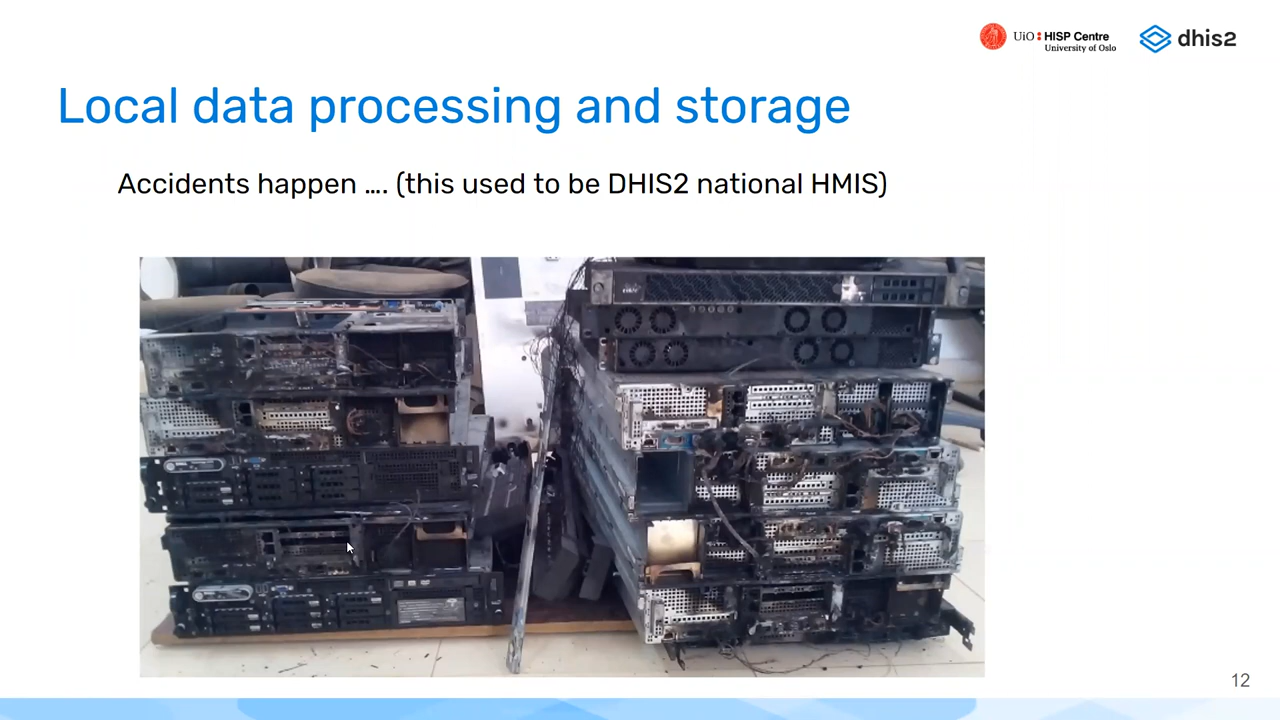 UiO : HISP Centre
University of Oslo
dhis2
Local data processing and storage
Accidents happen .... (this used to be DHIS2 national HMIS)
12